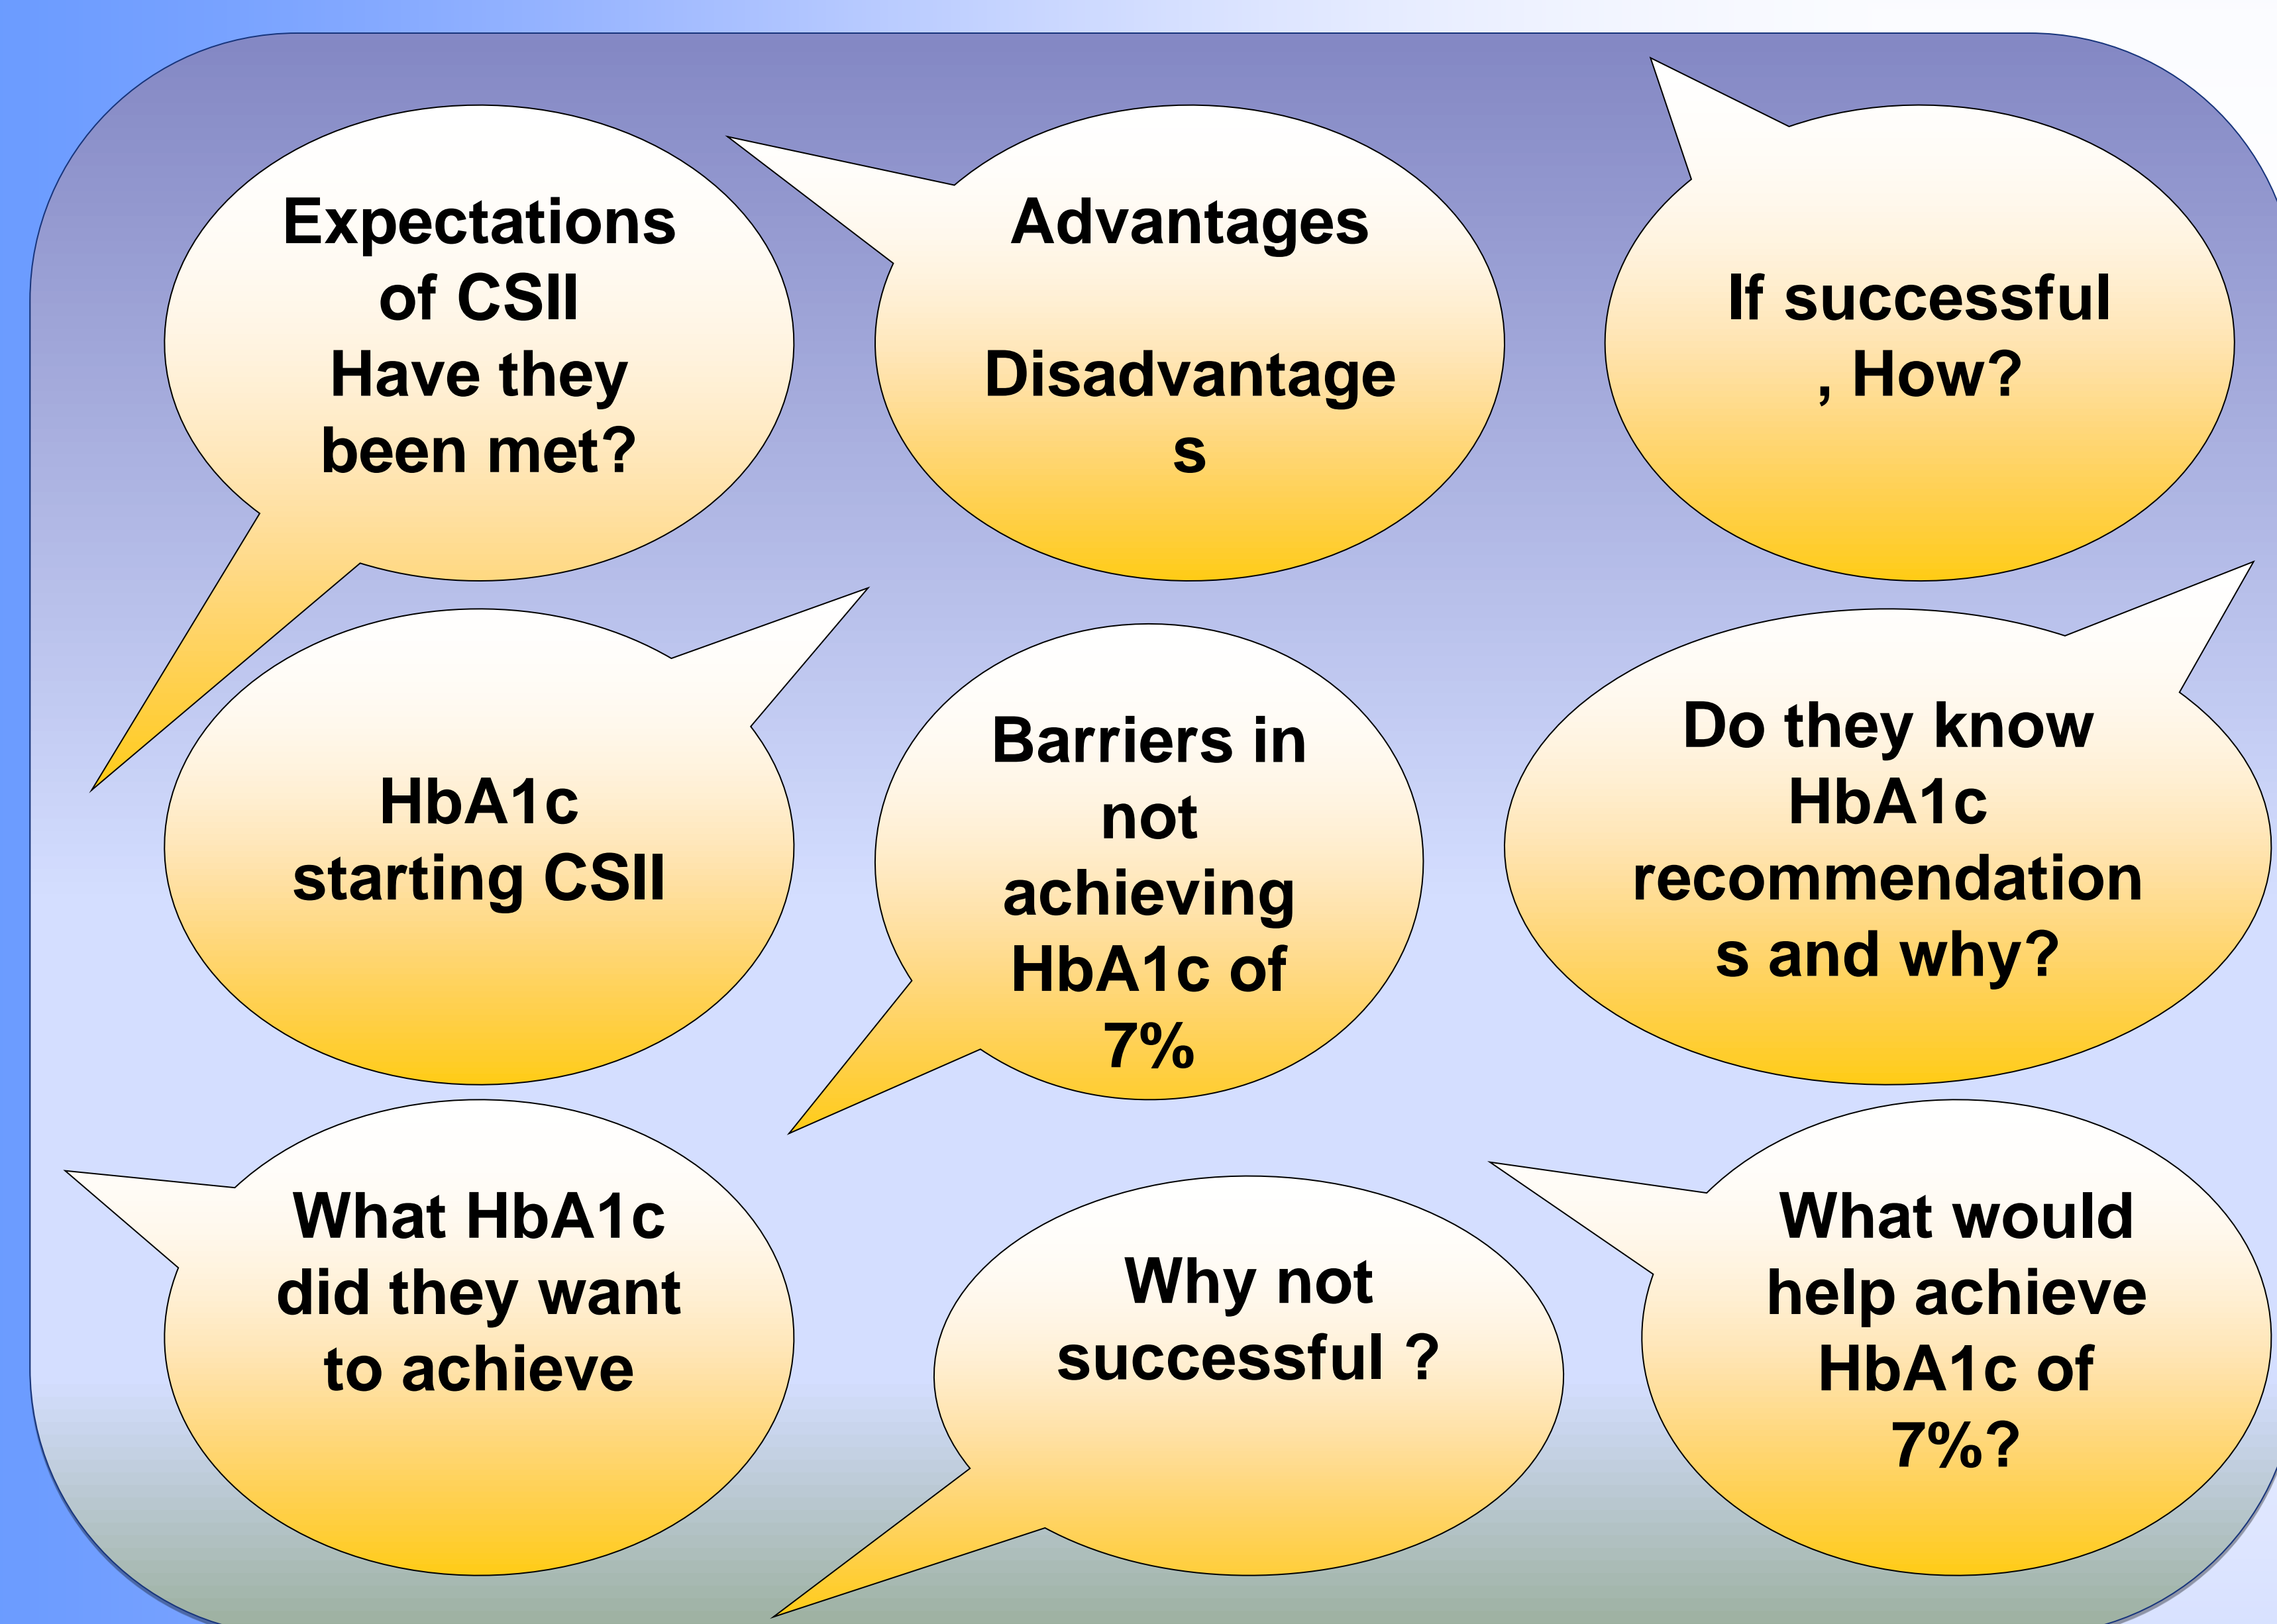 Expectations
of CSII
Have they
been met?
Advantages
Disadvantage
s
If successful
, How?
HbA1c
starting CSII
Barriers in
not
achieving
HbA1c of
7%
Do they know
HbA1c
recommendation
s and why?
What HbA1c
did they want
to achieve
Why not
successful ?
What would
help achieve
HbA1c of
7%?